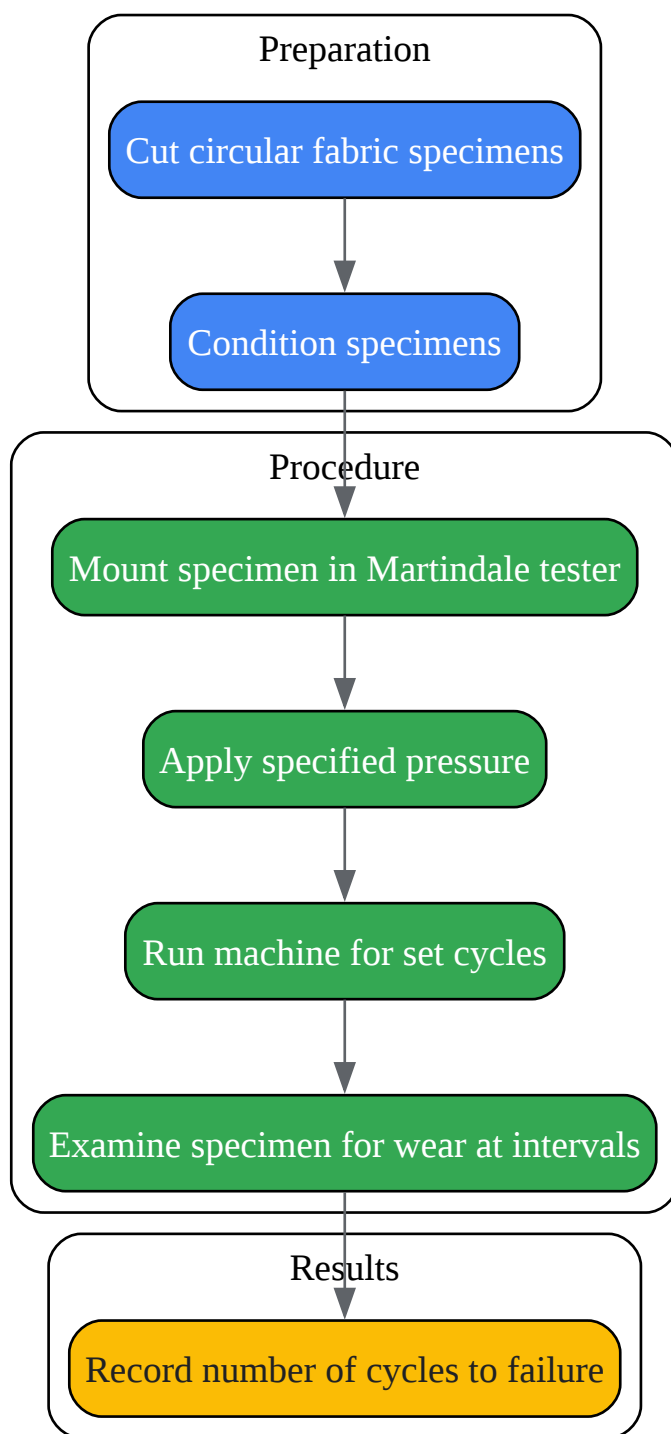 Preparation
Cut circular fabric specimens
Condition specimens
Procedure
Mount specimen in Martindale tester
Apply specified pressure
Run machine for set cycles
Examine specimen for wear at intervals
Results
Record number of cycles to failure